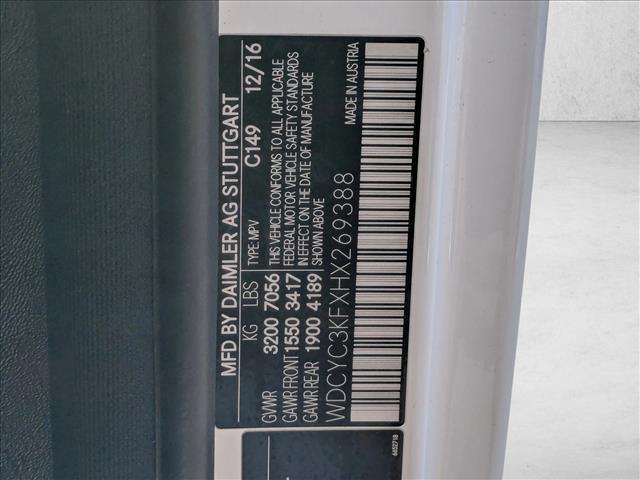 MFD BY DAIMLER AG STUTTGART
C149 12/16
KG LBS TYPE: MPV
GVWR 3200 7056
GAWR FRONT 1550 3417
GAWR REAR 1900 4189
THIS VEHICLE CONFORMS TO ALL APPLICABLE
FEDERAL MOTOR VEHICLE SAFETY STANDARDS
IN EFFECT ON THE DATE OF MANUFACTURE
SHOWN ABOVE
WDCYC3KFXHX269388
MADE IN AUSTRIA
6452718